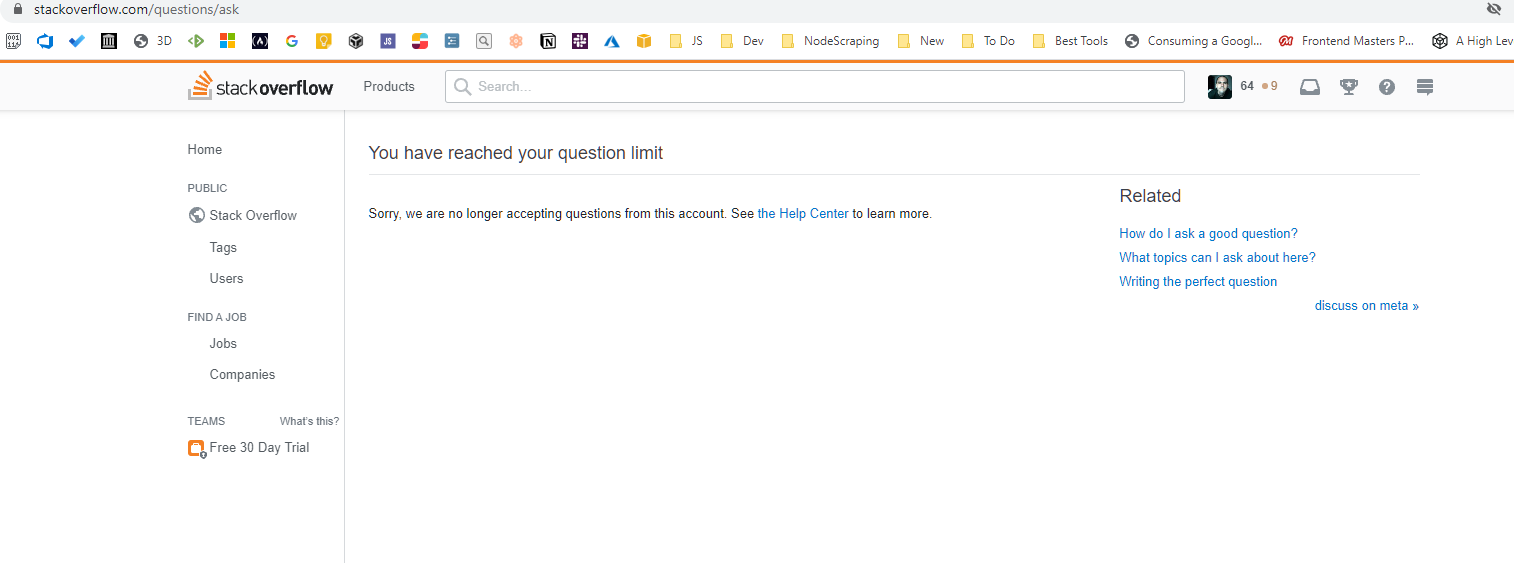 stackoverflow.com/questions/ask
3D
JS
JS
Dev
NodeScraping
New
To Do
Best Tools
Consuming a Googl...
Frontend Masters P...
A High Lev
stackoverflow
Products
Search...
64
9
Home
PUBLIC
Stack Overflow
Tags
Users
FIND A JOB
Jobs
Companies
TEAMS
What's this?
Free 30 Day Trial
You have reached your question limit
Sorry, we are no longer accepting questions from this account. See the Help Center to learn more.
Related
How do I ask a good question?
What topics can I ask about here?
Writing the perfect question
discuss on meta »